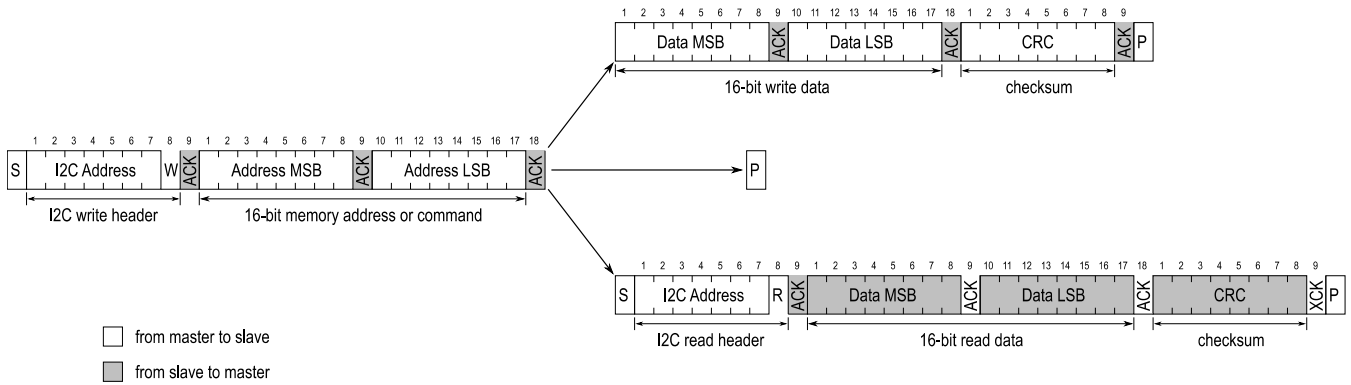 1 2 3 4 5 6 7 8 9 10 11 12 13 14 15 16 17 18 1 2 3 4 5 6 7 8 9
Data MSB ACK Data LSB ACK CRC ACK P
16-bit write data checksum
1 2 3 4 5 6 7 8 9 1 2 3 4 5 6 7 8 9 10 11 12 13 14 15 16 17 18
S I2C Address W ACK Address MSB ACK Address LSB ACK P
I2C write header 16-bit memory address or command
1 2 3 4 5 6 7 8 9 1 2 3 4 5 6 7 8 9 10 11 12 13 14 15 16 17 18 1 2 3 4 5 6 7 8 9
S I2C Address R ACK Data MSB ACK Data LSB ACK CRC XCK P
I2C read header 16-bit read data checksum
from master to slave
from slave to master